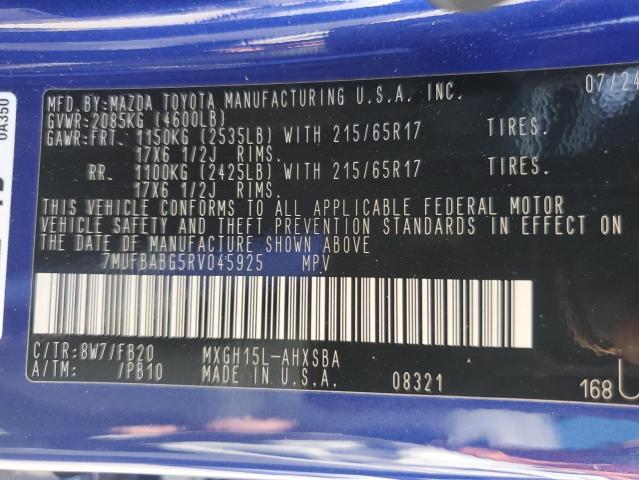 MFD.BY:MAZDA TOYOTA MANUFACTURING U.S.A. INC. 07/24
GVWR:2085KG (4600LB)
GAWR:FRT. 1150KG (2535LB) WITH 215/65R17 TIRES.
17X6 1/2J RIMS.
RR. 1100KG (2425LB) WITH 215/65R17 TIRES.
17X6 1/2J RIMS.
THIS VEHICLE CONFORMS TO ALL APPLICABLE FEDERAL MOTOR
VEHICLE SAFETY AND THEFT PREVENTION STANDARDS IN EFFECT ON
THE DATE OF MANUFACTURE SHOWN ABOVE
7MUFBABG5RV045925 MPV
C/TR:8W7/FB20 MXGH15L-AHXSBA
A/TM: /PB10 MADE IN U.S.A. 08321 168
0A350